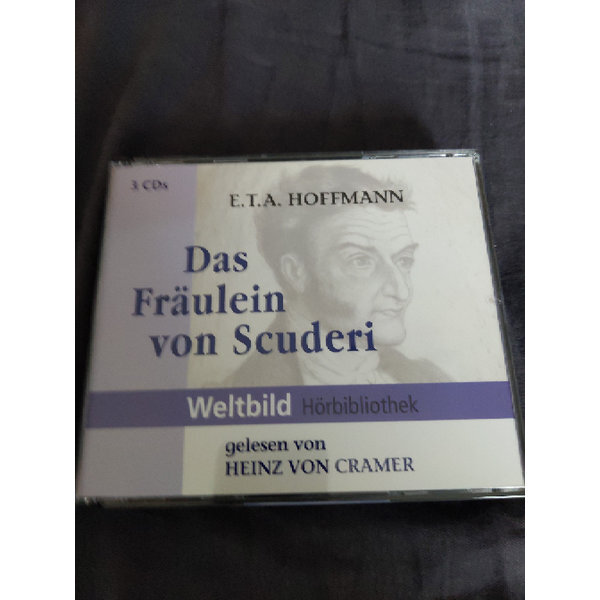 3 CDs
E.T.A. HOFFMANN
Das
Fräulein
von Scuderi
Weltbild Hörbibliothek
gelesen von
HEINZ VON CRAMER